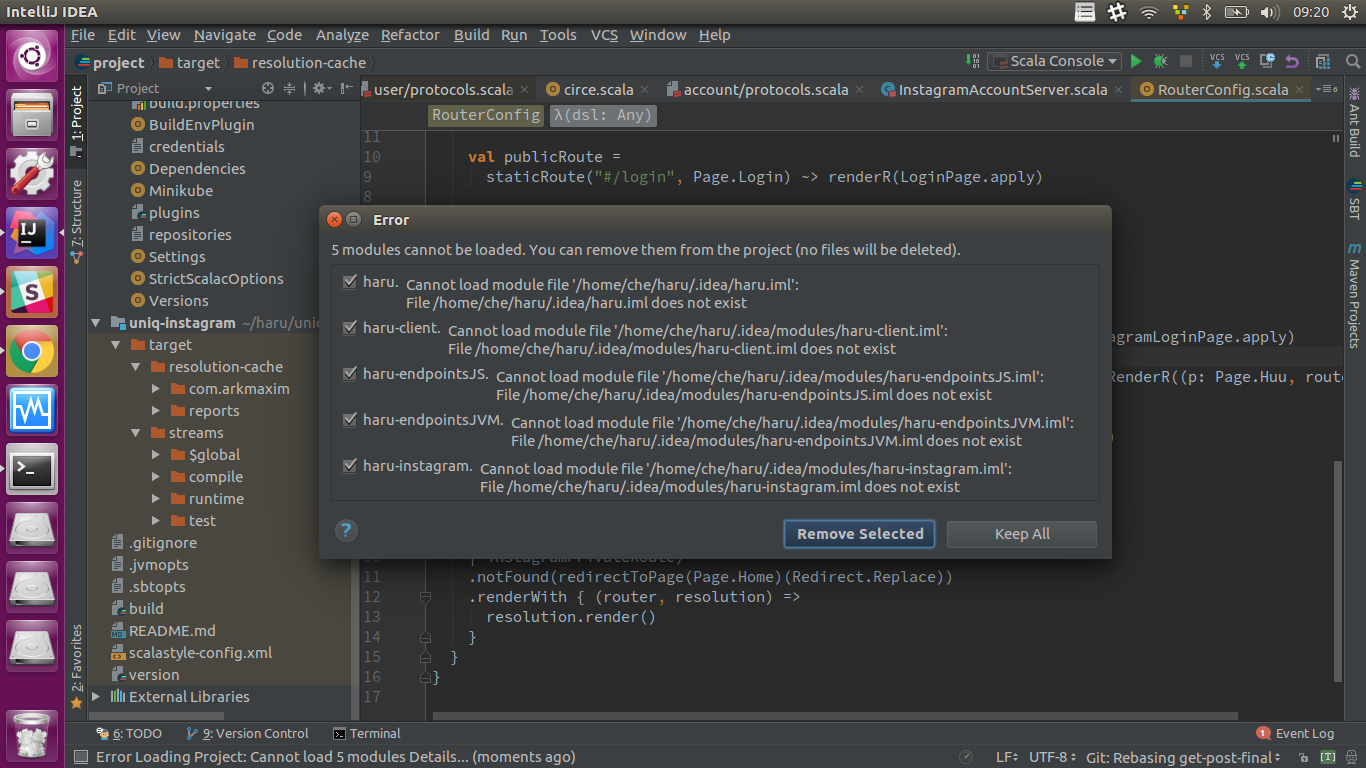 IntelliJ IDEA
09:20
File Edit View Navigate Code Analyze Refactor Build Run Tools VCS Window Help
project target resolution-cache
Scala Console
VCS VCS
Project
user/protocols.scala
circe.scala
account/protocols.scala
InstagramAccountServer.scala
RouterConfig.scala
6
1: Project
7: Structure
2: Favorites
build.properties
BuildEnvPlugin
credentials
Dependencies
Minikube
plugins
repositories
Settings
StrictScalacOptions
Versions
uniq-instagram ~/haru/uniq
target
resolution-cache
com.arkmaxim
reports
streams
$global
compile
runtime
test
.gitignore
.jvmopts
.sbtopts
build
README.md
scalastyle-config.xml
version
External Libraries
RouterConfig λ(dsl: Any)
11
10 val publicRoute =
9 staticRoute("#/login", Page.Login) ~> renderR(LoginPage.apply)
8
Error
5 modules cannot be loaded. You can remove them from the project (no files will be deleted).
haru. Cannot load module file '/home/che/haru/.idea/haru.iml':
File /home/che/haru/.idea/haru.iml does not exist
haru-client. Cannot load module file '/home/che/haru/.idea/modules/haru-client.iml':
File /home/che/haru/.idea/modules/haru-client.iml does not exist
haru-endpointsJS. Cannot load module file '/home/che/haru/.idea/modules/haru-endpointsJS.iml':
File /home/che/haru/.idea/modules/haru-endpointsJS.iml does not exist
haru-endpointsJVM. Cannot load module file '/home/che/haru/.idea/modules/haru-endpointsJVM.iml':
File /home/che/haru/.idea/modules/haru-endpointsJVM.iml does not exist
haru-instagram. Cannot load module file '/home/che/haru/.idea/modules/haru-instagram.iml':
File /home/che/haru/.idea/modules/haru-instagram.iml does not exist
? Remove Selected Keep All
agramLoginPage.apply)
RenderR((p: Page.Huu, route
11 .notFound(redirectToPage(Page.Home)(Redirect.Replace))
12 .renderWith { (router, resolution) =>
13 resolution.render()
14 }
15 }
16 }
17
Ant Build
SBT
m
Maven Projects
6: TODO 9: Version Control Terminal
1 Event Log
Error Loading Project: Cannot load 5 modules Details... (moments ago)
LF UTF-8 Git: Rebasing get-post-final [T]